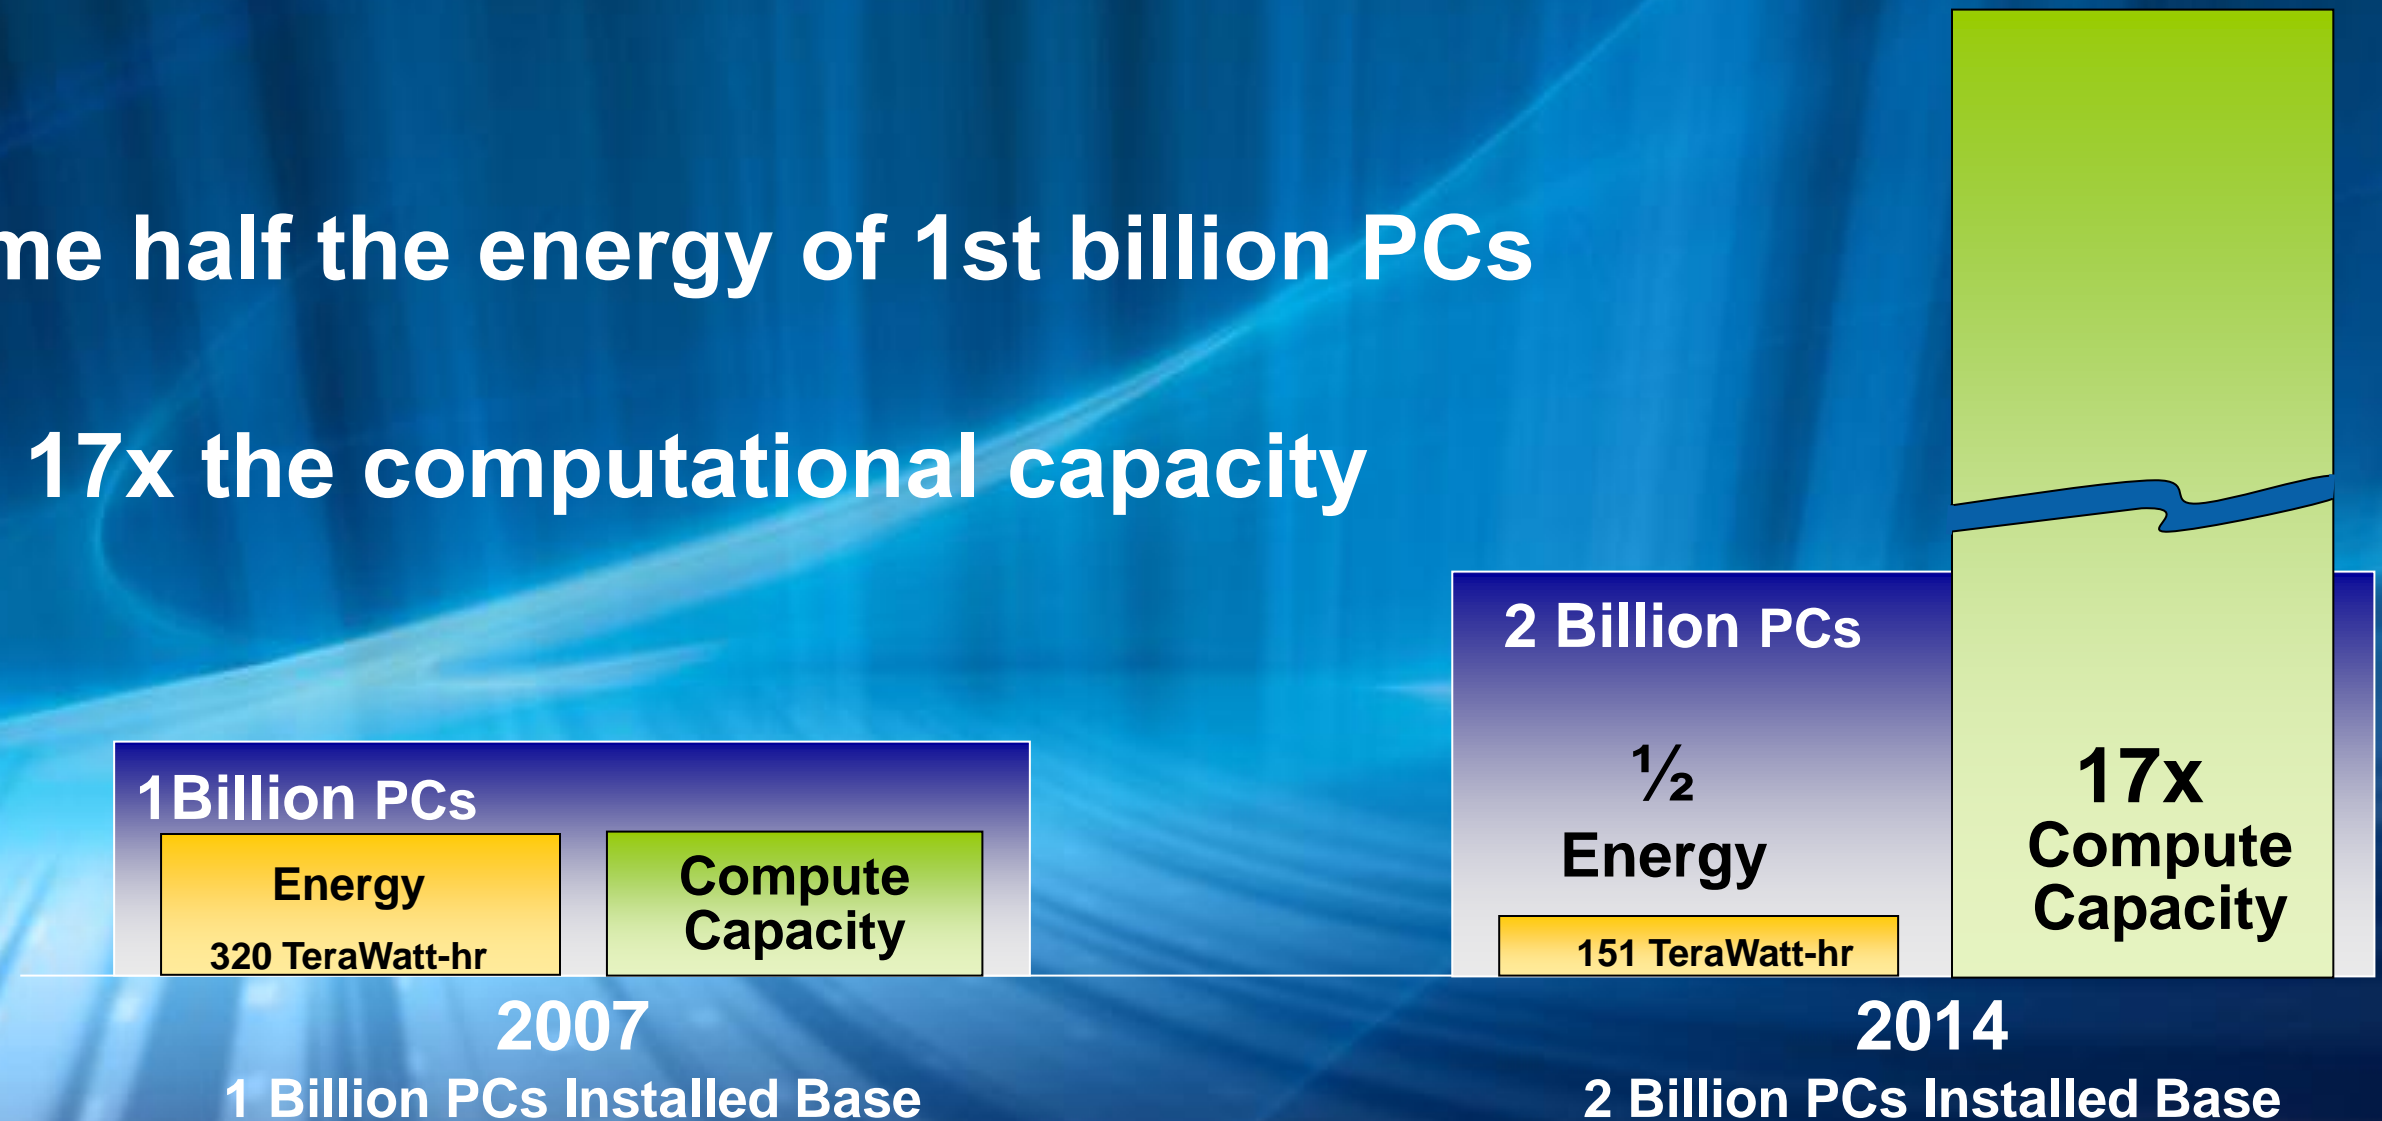 half the energy of 1st billion PCs
17x the computational capacity
1Billion PCs
Energy
320 TeraWatt-hr
Compute
Capacity
2 Billion PCs
½
Energy
151 TeraWatt-hr
17x
Compute
Capacity
2007
1 Billion PCs Installed Base
2014
2 Billion PCs Installed Base